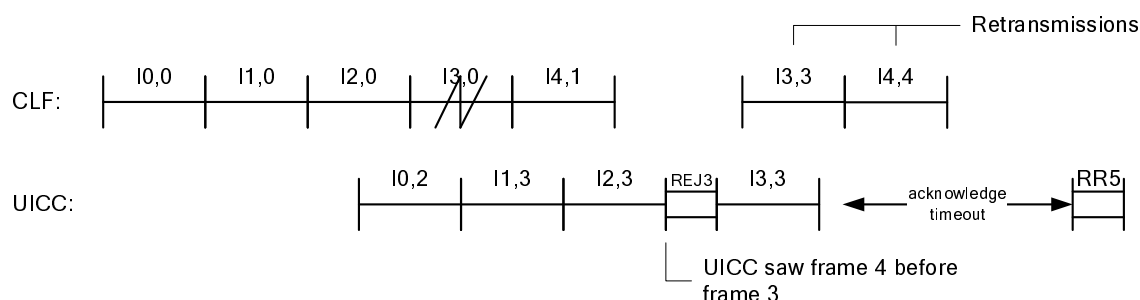 Retransmissions
CLF: I0,0 I1,0 I2,0 I3,0 I4,1 I3,3 I4,4
UICC: I0,2 I1,3 I2,3 REJ3 I3,3 acknowledge timeout RR5
UICC saw frame 4 before
frame 3